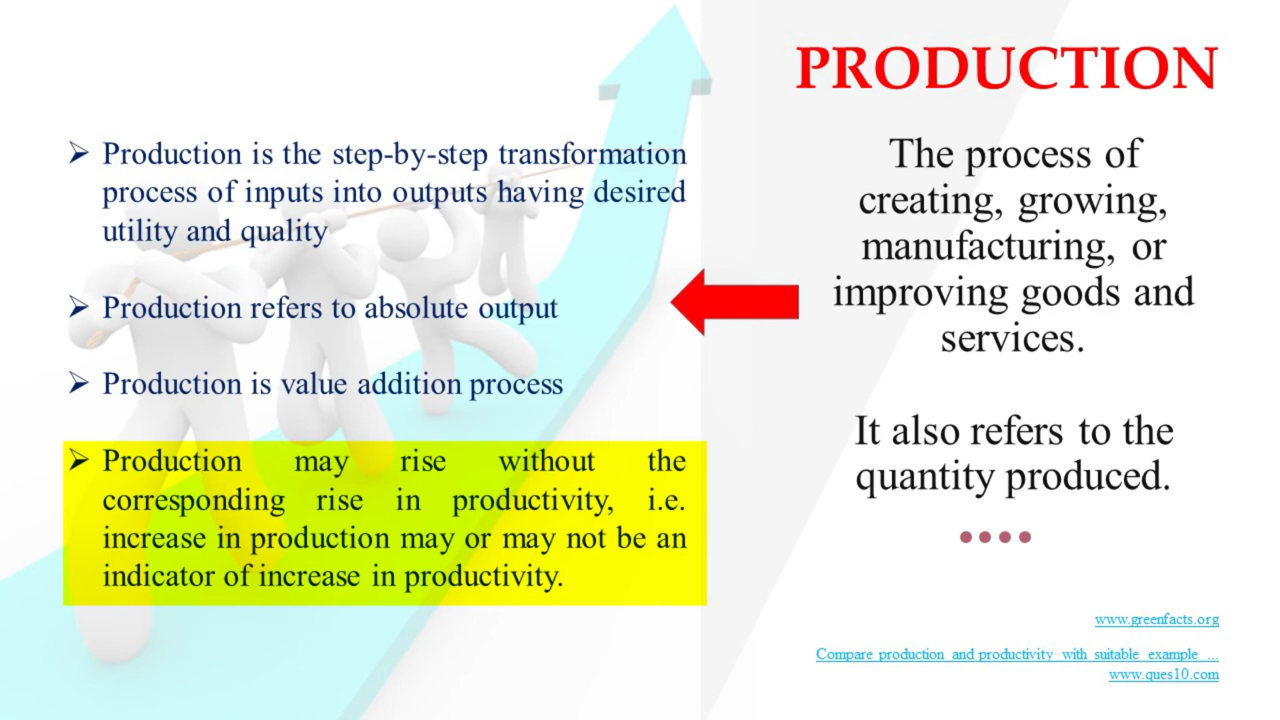 PRODUCTION
➢ Production is the step-by-step transformation
process of inputs into outputs having desired
utility and quality
➢ Production refers to absolute output
➢ Production is value addition process
➢ Production may rise without the
corresponding rise in productivity, i.e.
increase in production may or may not be an
indicator of increase in productivity.
The process of
creating, growing,
manufacturing, or
improving goods and
services.
It also refers to the
quantity produced.
www.greenfacts.org
Compare production and productivity with suitable example ...
www.ques10.com